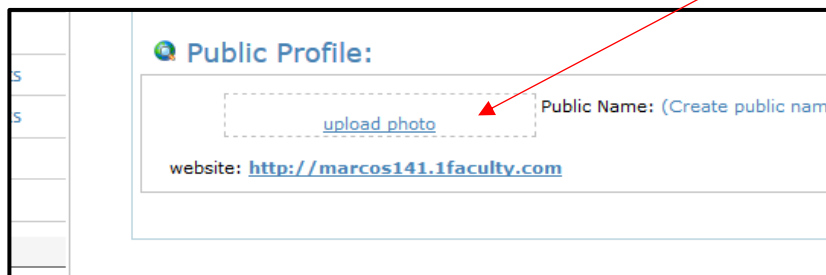 Public Profile:
upload photo
Public Name: (Create public nam
website: http://marcos141.1faculty.com
s
s